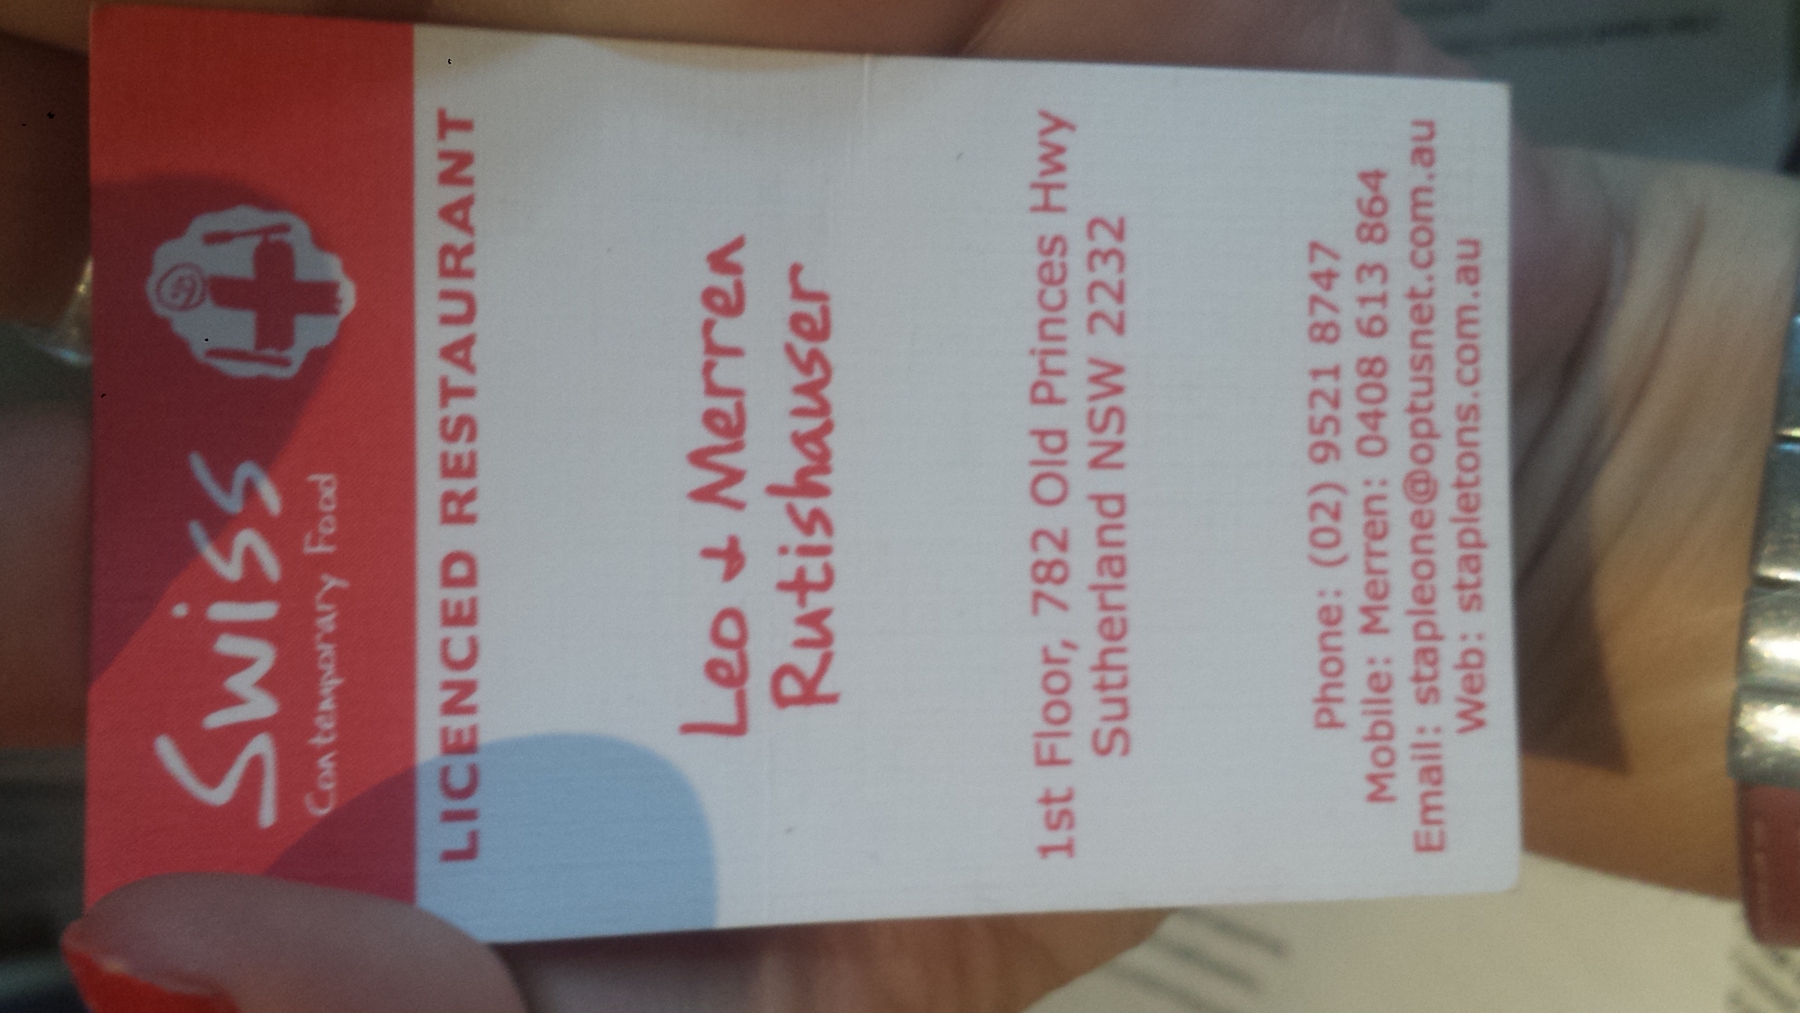 Swiss
Contemporary Food
LICENCED RESTAURANT
Leo & Merren
Rutishauser
1st Floor, 782 Old Princes Hwy
Sutherland NSW 2232
Phone: (02) 9521 8747
Mobile: Merren: 0408 613 864
Email: stapleone@optusnet.com.au
Web: stapletons.com.au